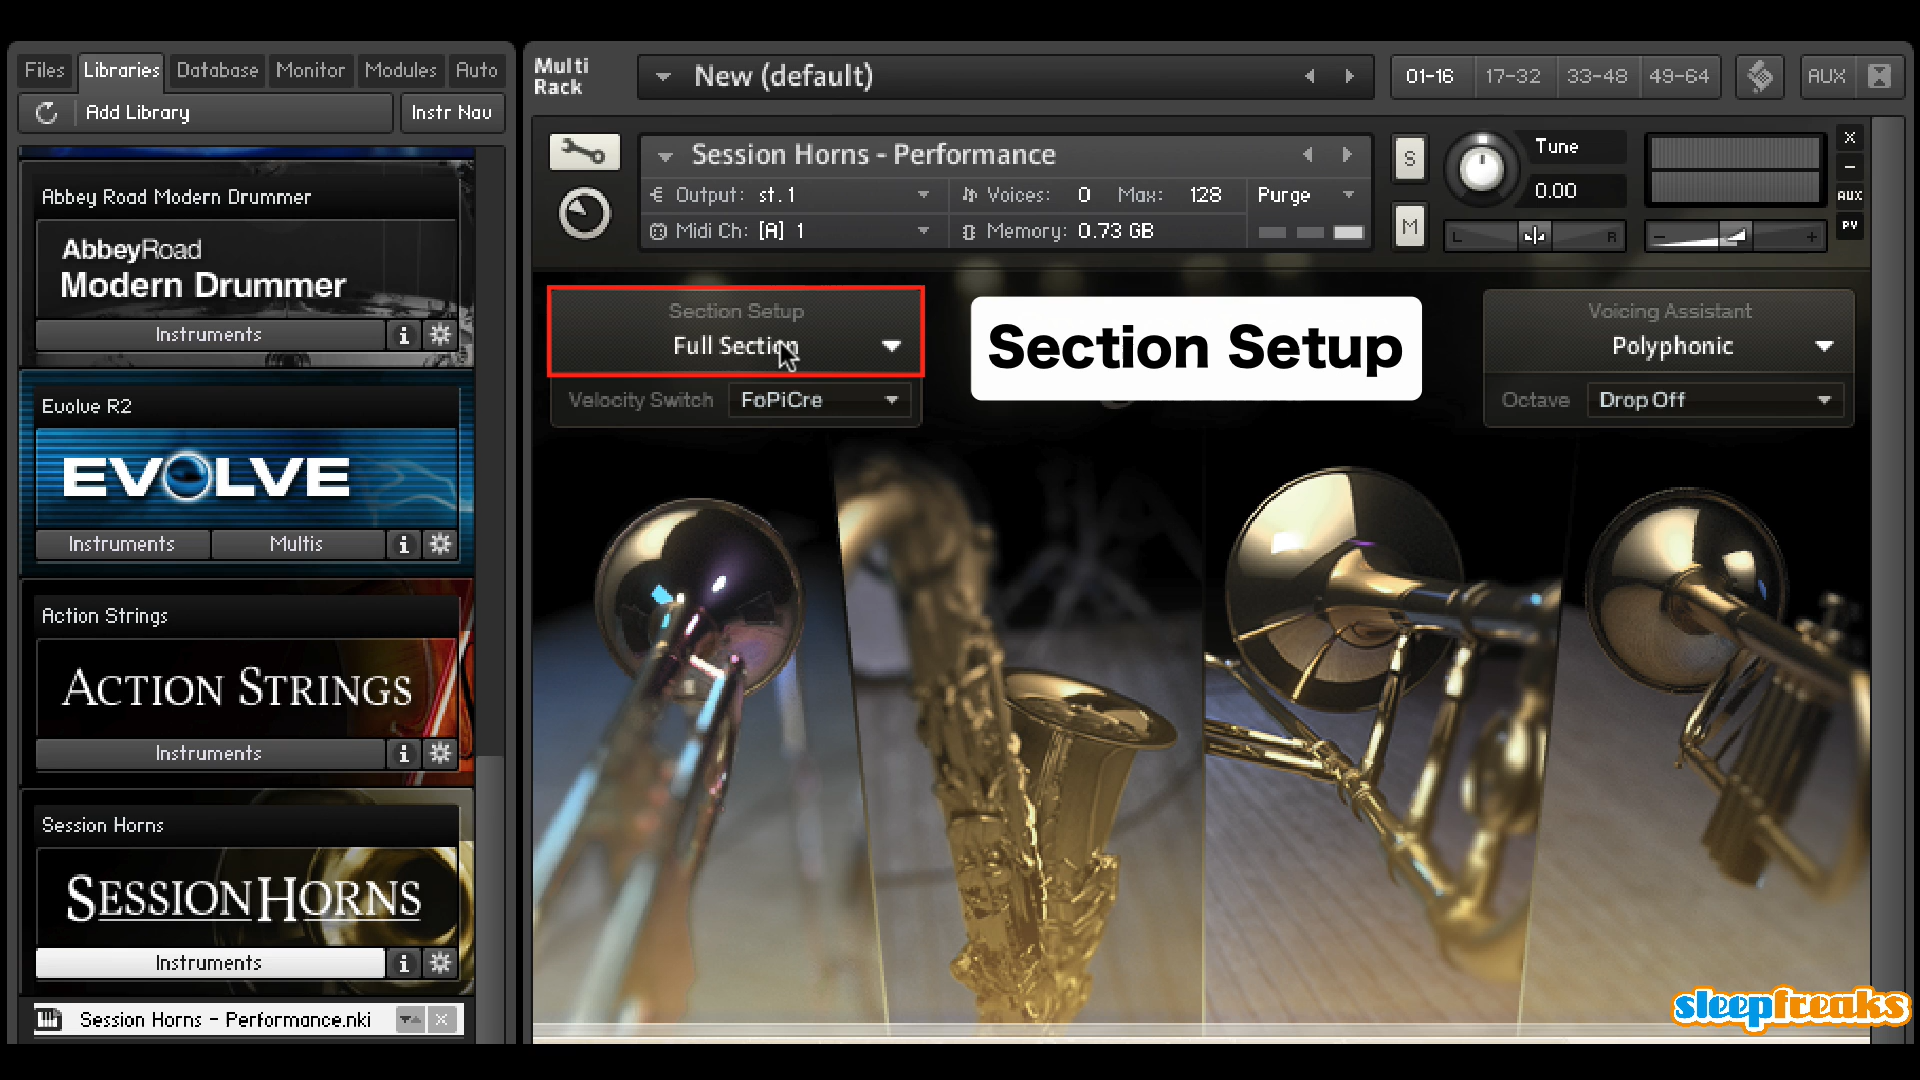 Files Libraries Database Monitor Modules Auto
Add Library Instr Nav
Abbey Road Modern Drummer
AbbeyRoad
Modern Drummer
Instruments i
Evolve R2
EVOLVE
Instruments Multis i
Action Strings
ACTION STRINGS
Instruments i
Session Horns
SESSION HORNS
Instruments i
Session Horns - Performance.nki
Multi
Rack
New (default)
01-16 17-32 33-48 49-64 AUX
Session Horns - Performance
Output: st.1 Voices: 0 Max: 128 Purge
Midi Ch: [A] 1 Memory: 0.73 GB
S
M
Tune
0.00
L R
- +
x
-
AUX
PV
Section Setup
Full Section
Velocity Switch FoPiCre
Section Setup
Voicing Assistant
Polyphonic
Octave Drop Off
sleepfreaks